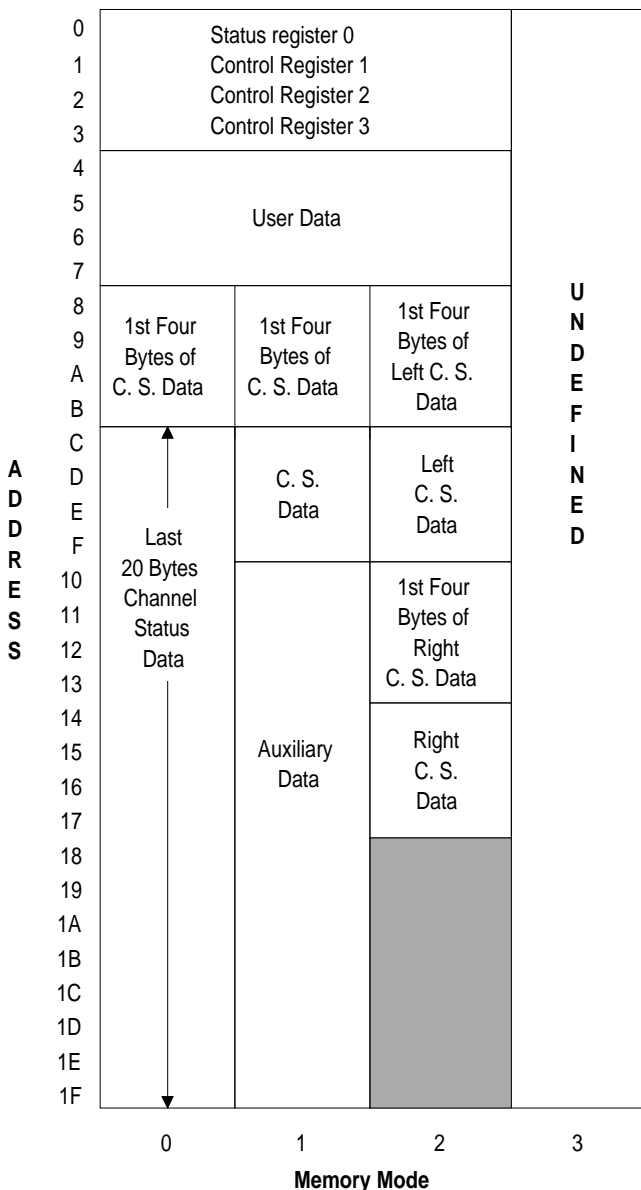 0
1
2
3
4
5
6
7
8
9
A
B
C
D
E
F
10
11
12
13
14
15
16
17
18
19
1A
1B
1C
1D
1E
1F
ADDRESS
Status register 0
Control Register 1
Control Register 2
Control Register 3
User Data
1st Four
Bytes of
C. S. Data
1st Four
Bytes of
C. S. Data
1st Four
Bytes of
Left C. S.
Data
Last
20 Bytes
Channel
Status
Data
C. S.
Data
Left
C. S.
Data
Auxiliary
Data
1st Four
Bytes of
Right
C. S. Data
Right
C. S.
Data
UNDEFINED
0 1 2 3
Memory Mode